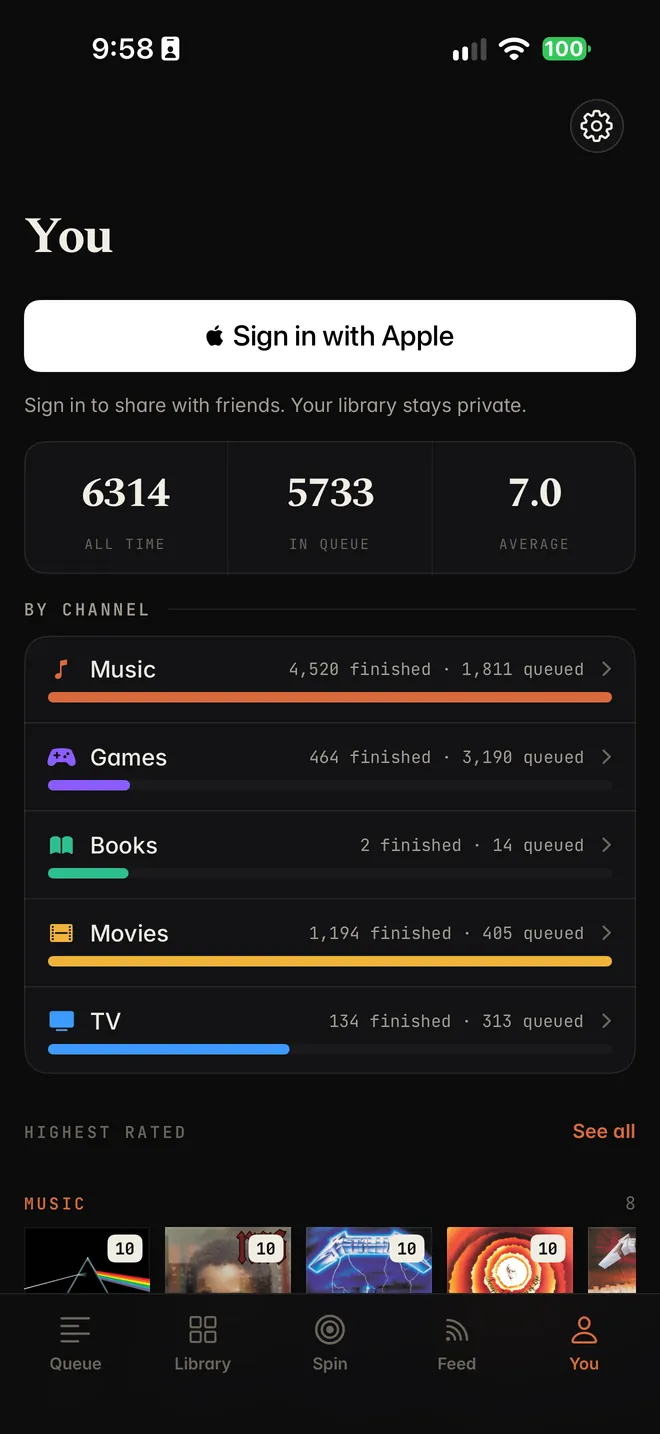 9:58
100
You
Sign in with Apple
Sign in to share with friends. Your library stays private.
6314 5733 7.0
ALL TIME IN QUEUE AVERAGE
BY CHANNEL
Music 4,520 finished · 1,811 queued
Games 464 finished · 3,190 queued
Books 2 finished · 14 queued
Movies 1,194 finished · 405 queued
TV 134 finished · 313 queued
HIGHEST RATED See all
MUSIC 8
10 10 10 10
Queue Library Spin Feed You